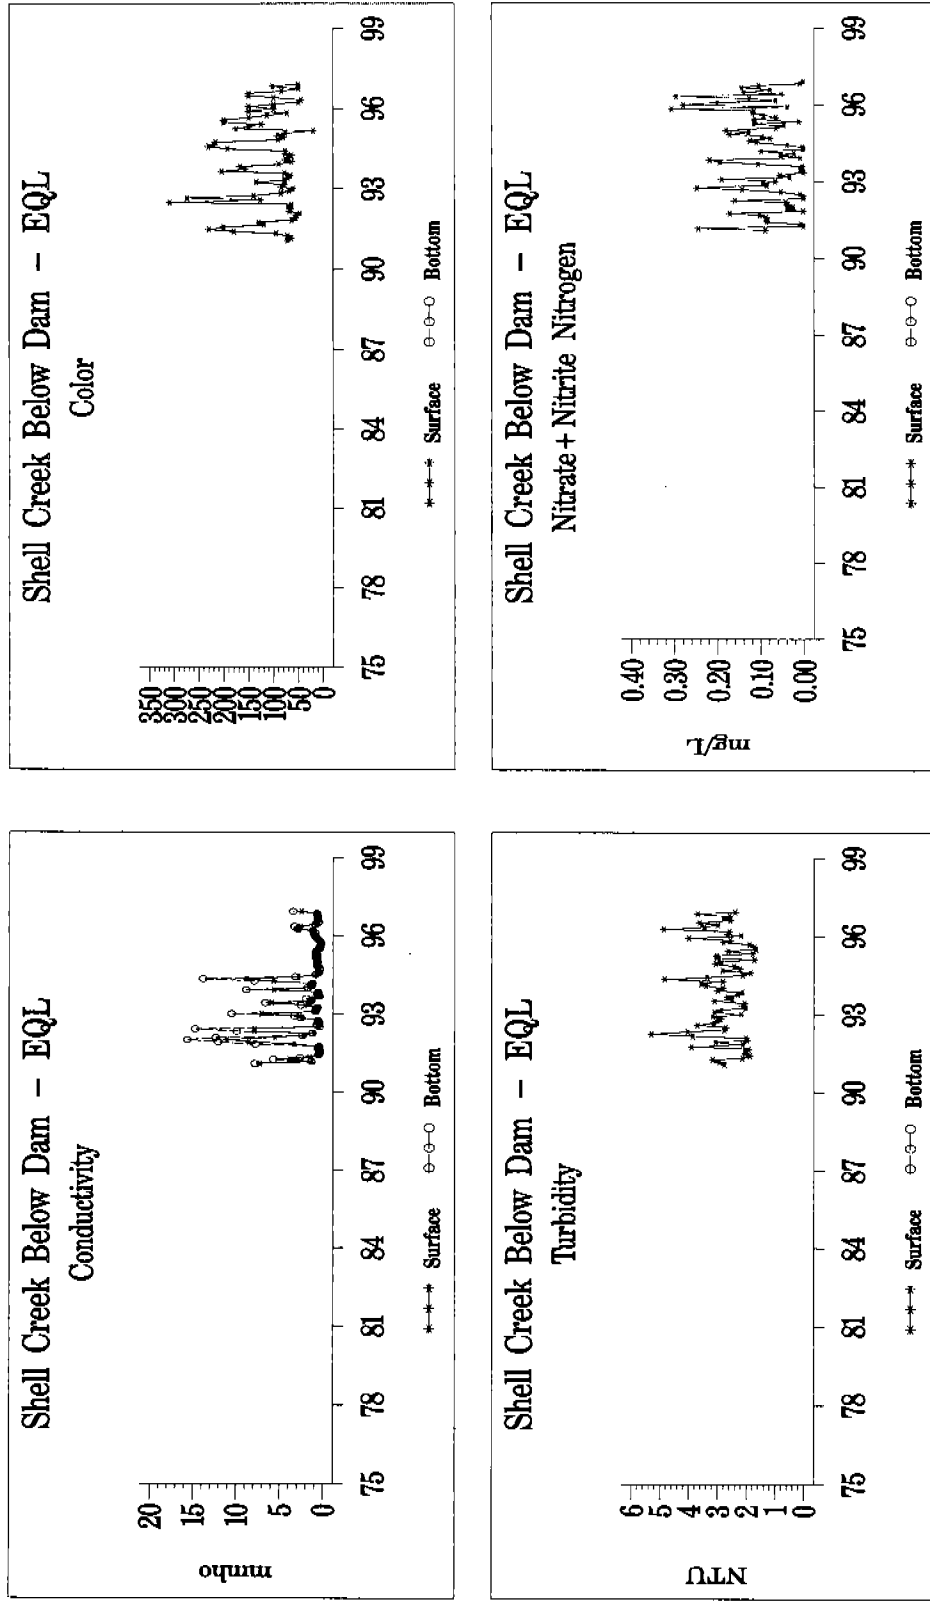 Shell Creek Below Dam - EQL
Conductivity
mmho
20
15
10
5
0
75 78 81 84 87 90 93 96 99
Surface Bottom
Shell Creek Below Dam - EQL
Color
350
300
250
200
150
100
50
0
75 78 81 84 87 90 93 96 99
Surface Bottom
Shell Creek Below Dam - EQL
Turbidity
NTU
6
5
4
3
2
1
0
75 78 81 84 87 90 93 96 99
Surface Bottom
Shell Creek Below Dam - EQL
Nitrate+Nitrite Nitrogen
mg/L
0.40
0.30
0.20
0.10
0.00
75 78 81 84 87 90 93 96 99
Surface Bottom